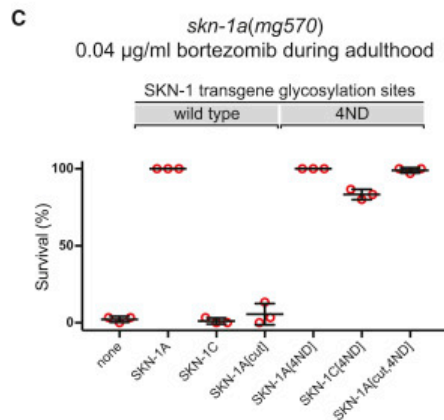 C
skn-1a(mg570)
0.04 µg/ml bortezomib during adulthood
SKN-1 transgene glycosylation sites
wild type 4ND
Survival (%)
100
50
0
none
SKN-1A
SKN-1C
SKN-1A[cut]
SKN-1A[4ND]
SKN-1C[4ND]
SKN-1A[cut,4ND]